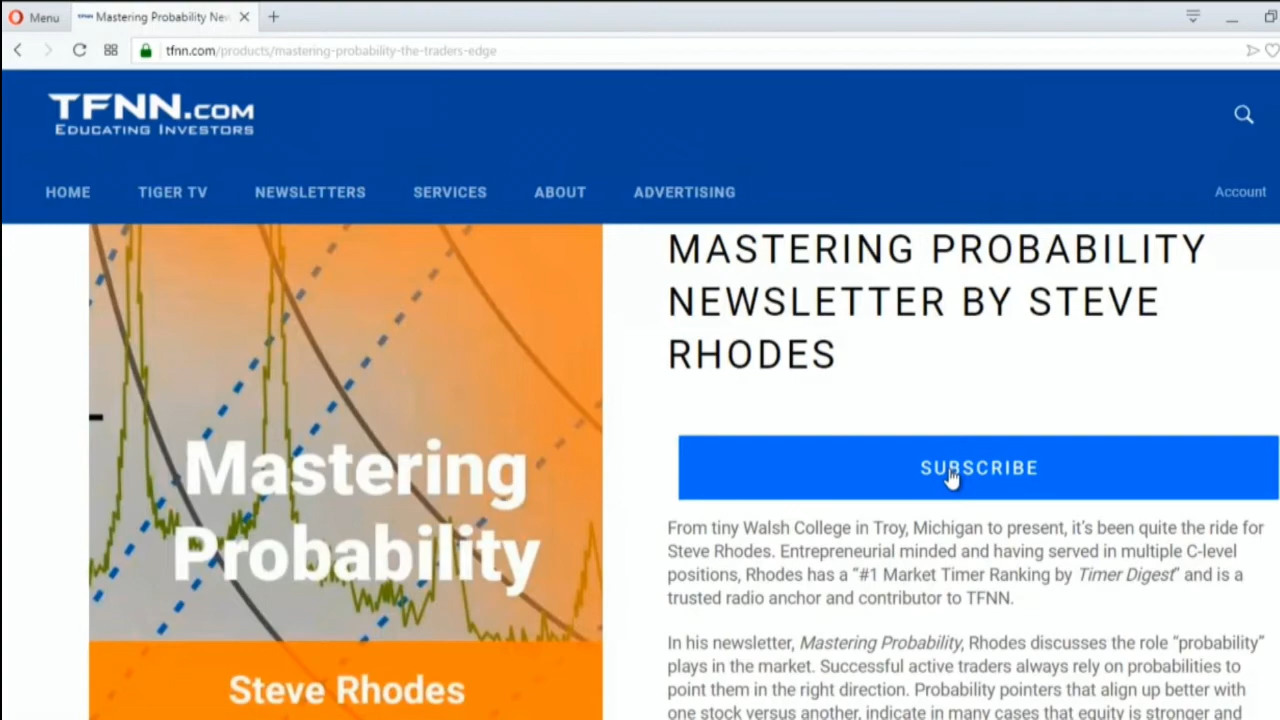 Menu
Mastering Probability New
tfnn.com/products/mastering-probability-the-traders-edge
TFNN.COM
EDUCATING INVESTORS
HOME
TIGER TV
NEWSLETTERS
SERVICES
ABOUT
ADVERTISING
Account
Mastering
Probability
Steve Rhodes
MASTERING PROBABILITY
NEWSLETTER BY STEVE
RHODES
SUBSCRIBE
From tiny Walsh College in Troy, Michigan to present, it's been quite the ride for
Steve Rhodes. Entrepreneurial minded and having served in multiple C-level
positions, Rhodes has a “#1 Market Timer Ranking by Timer Digest” and is a
trusted radio anchor and contributor to TFNN.
In his newsletter, Mastering Probability, Rhodes discusses the role “probability”
plays in the market. Successful active traders always rely on probabilities to
point them in the right direction. Probability pointers that align up better with
one stock versus another, indicate in many cases that equity is stronger and